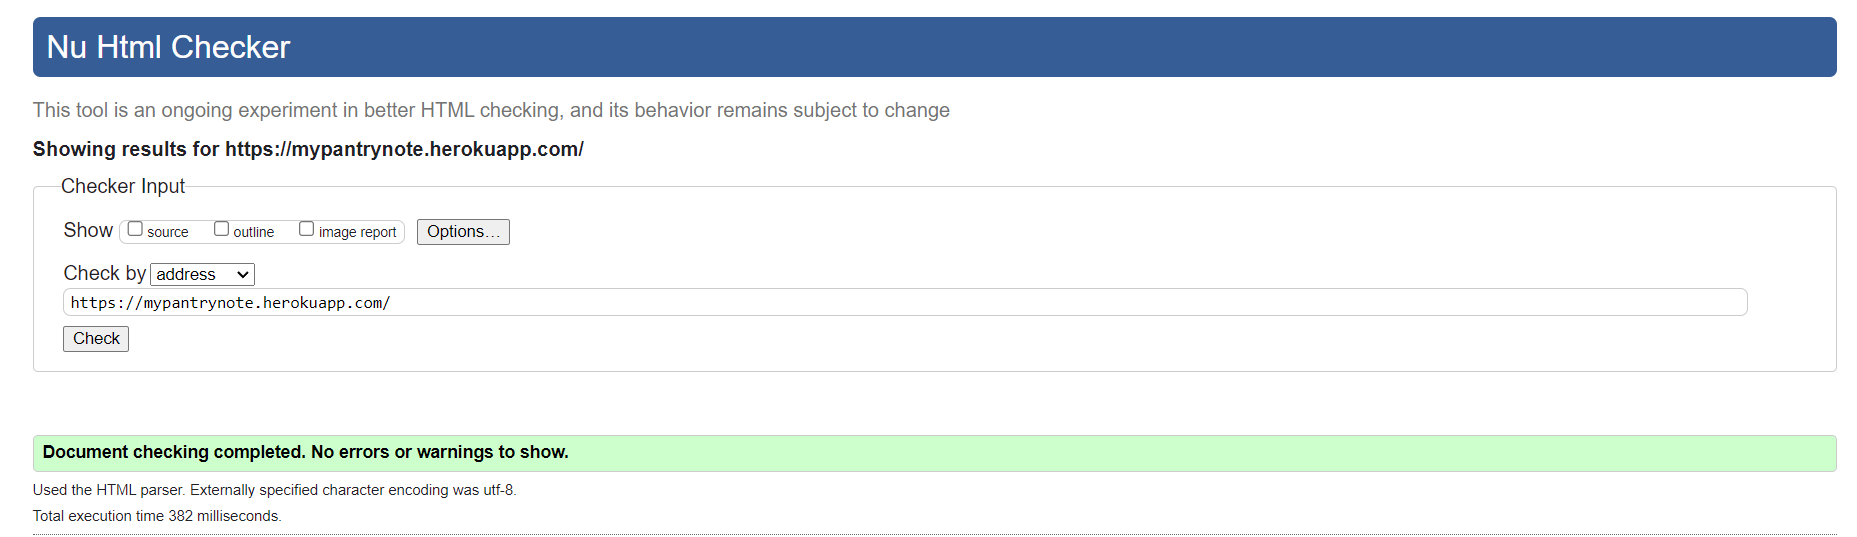 Nu Html Checker
This tool is an ongoing experiment in better HTML checking, and its behavior remains subject to change
Showing results for https://mypantrynote.herokuapp.com/
Checker Input
Show source outline image report Options...
Check by address
https://mypantrynote.herokuapp.com/
Check
Document checking completed. No errors or warnings to show.
Used the HTML parser. Externally specified character encoding was utf-8.
Total execution time 382 milliseconds.